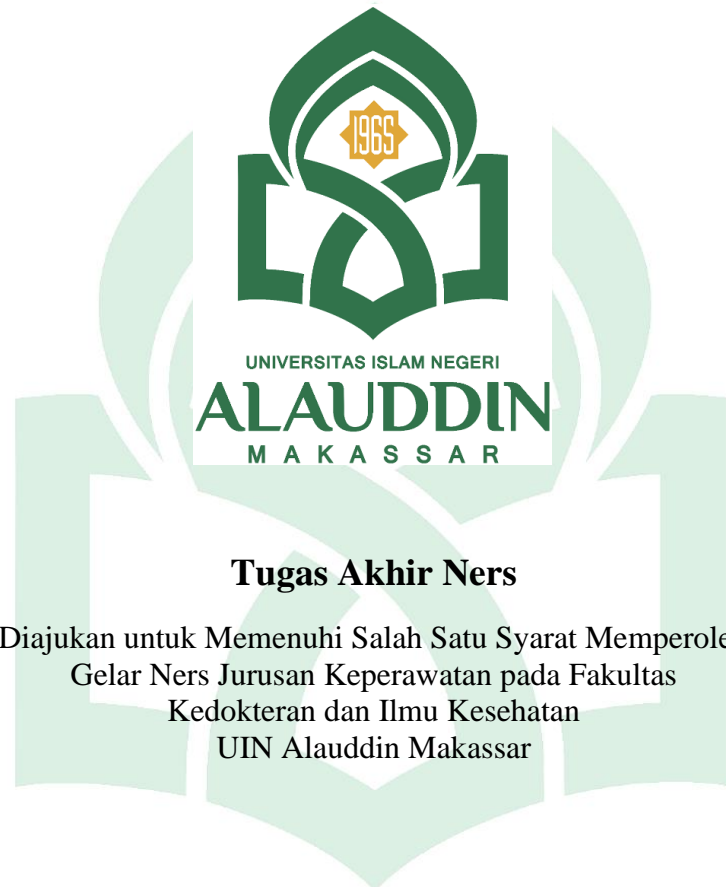 1965
UNIVERSITAS ISLAM NEGERI
ALAUDDIN
MAKASSAR
Tugas Akhir Ners
Diajukan untuk Memenuhi Salah Satu Syarat Memperole
Gelar Ners Jurusan Keperawatan pada Fakultas
Kedokteran dan Ilmu Kesehatan
UIN Alauddin Makassar